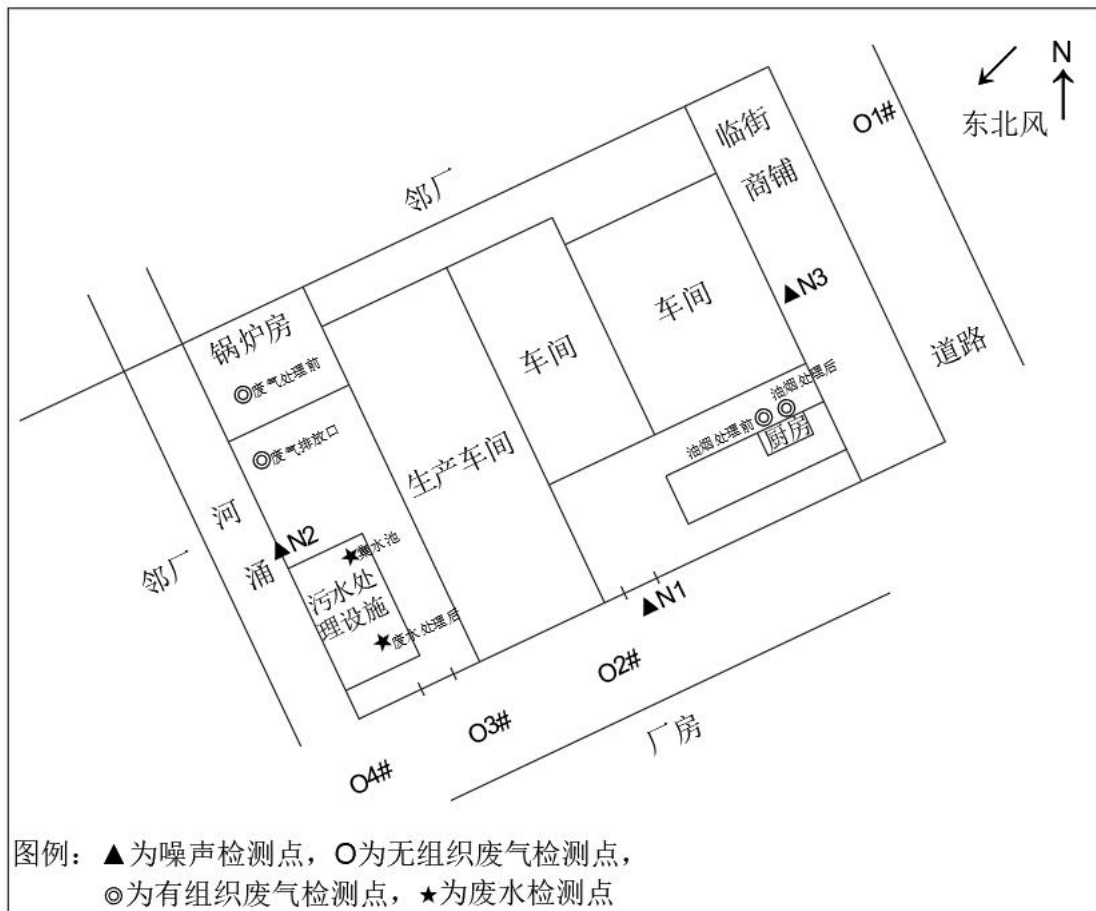 N
东北风
O1#
临街
商铺
邻厂
▲N3
车间
道路
锅炉房
◎废气处理前
车间
油烟处理后
◎
油烟处理前◎
厨房
◎废气排放口
生产车间
河
涌
▲N2
邻厂
★集水池
污水处
理设施
★废水处理后
▲N1
O2#
O3#
厂房
O4#
图例：▲为噪声检测点，O为无组织废气检测点，
◎为有组织废气检测点，★为废水检测点